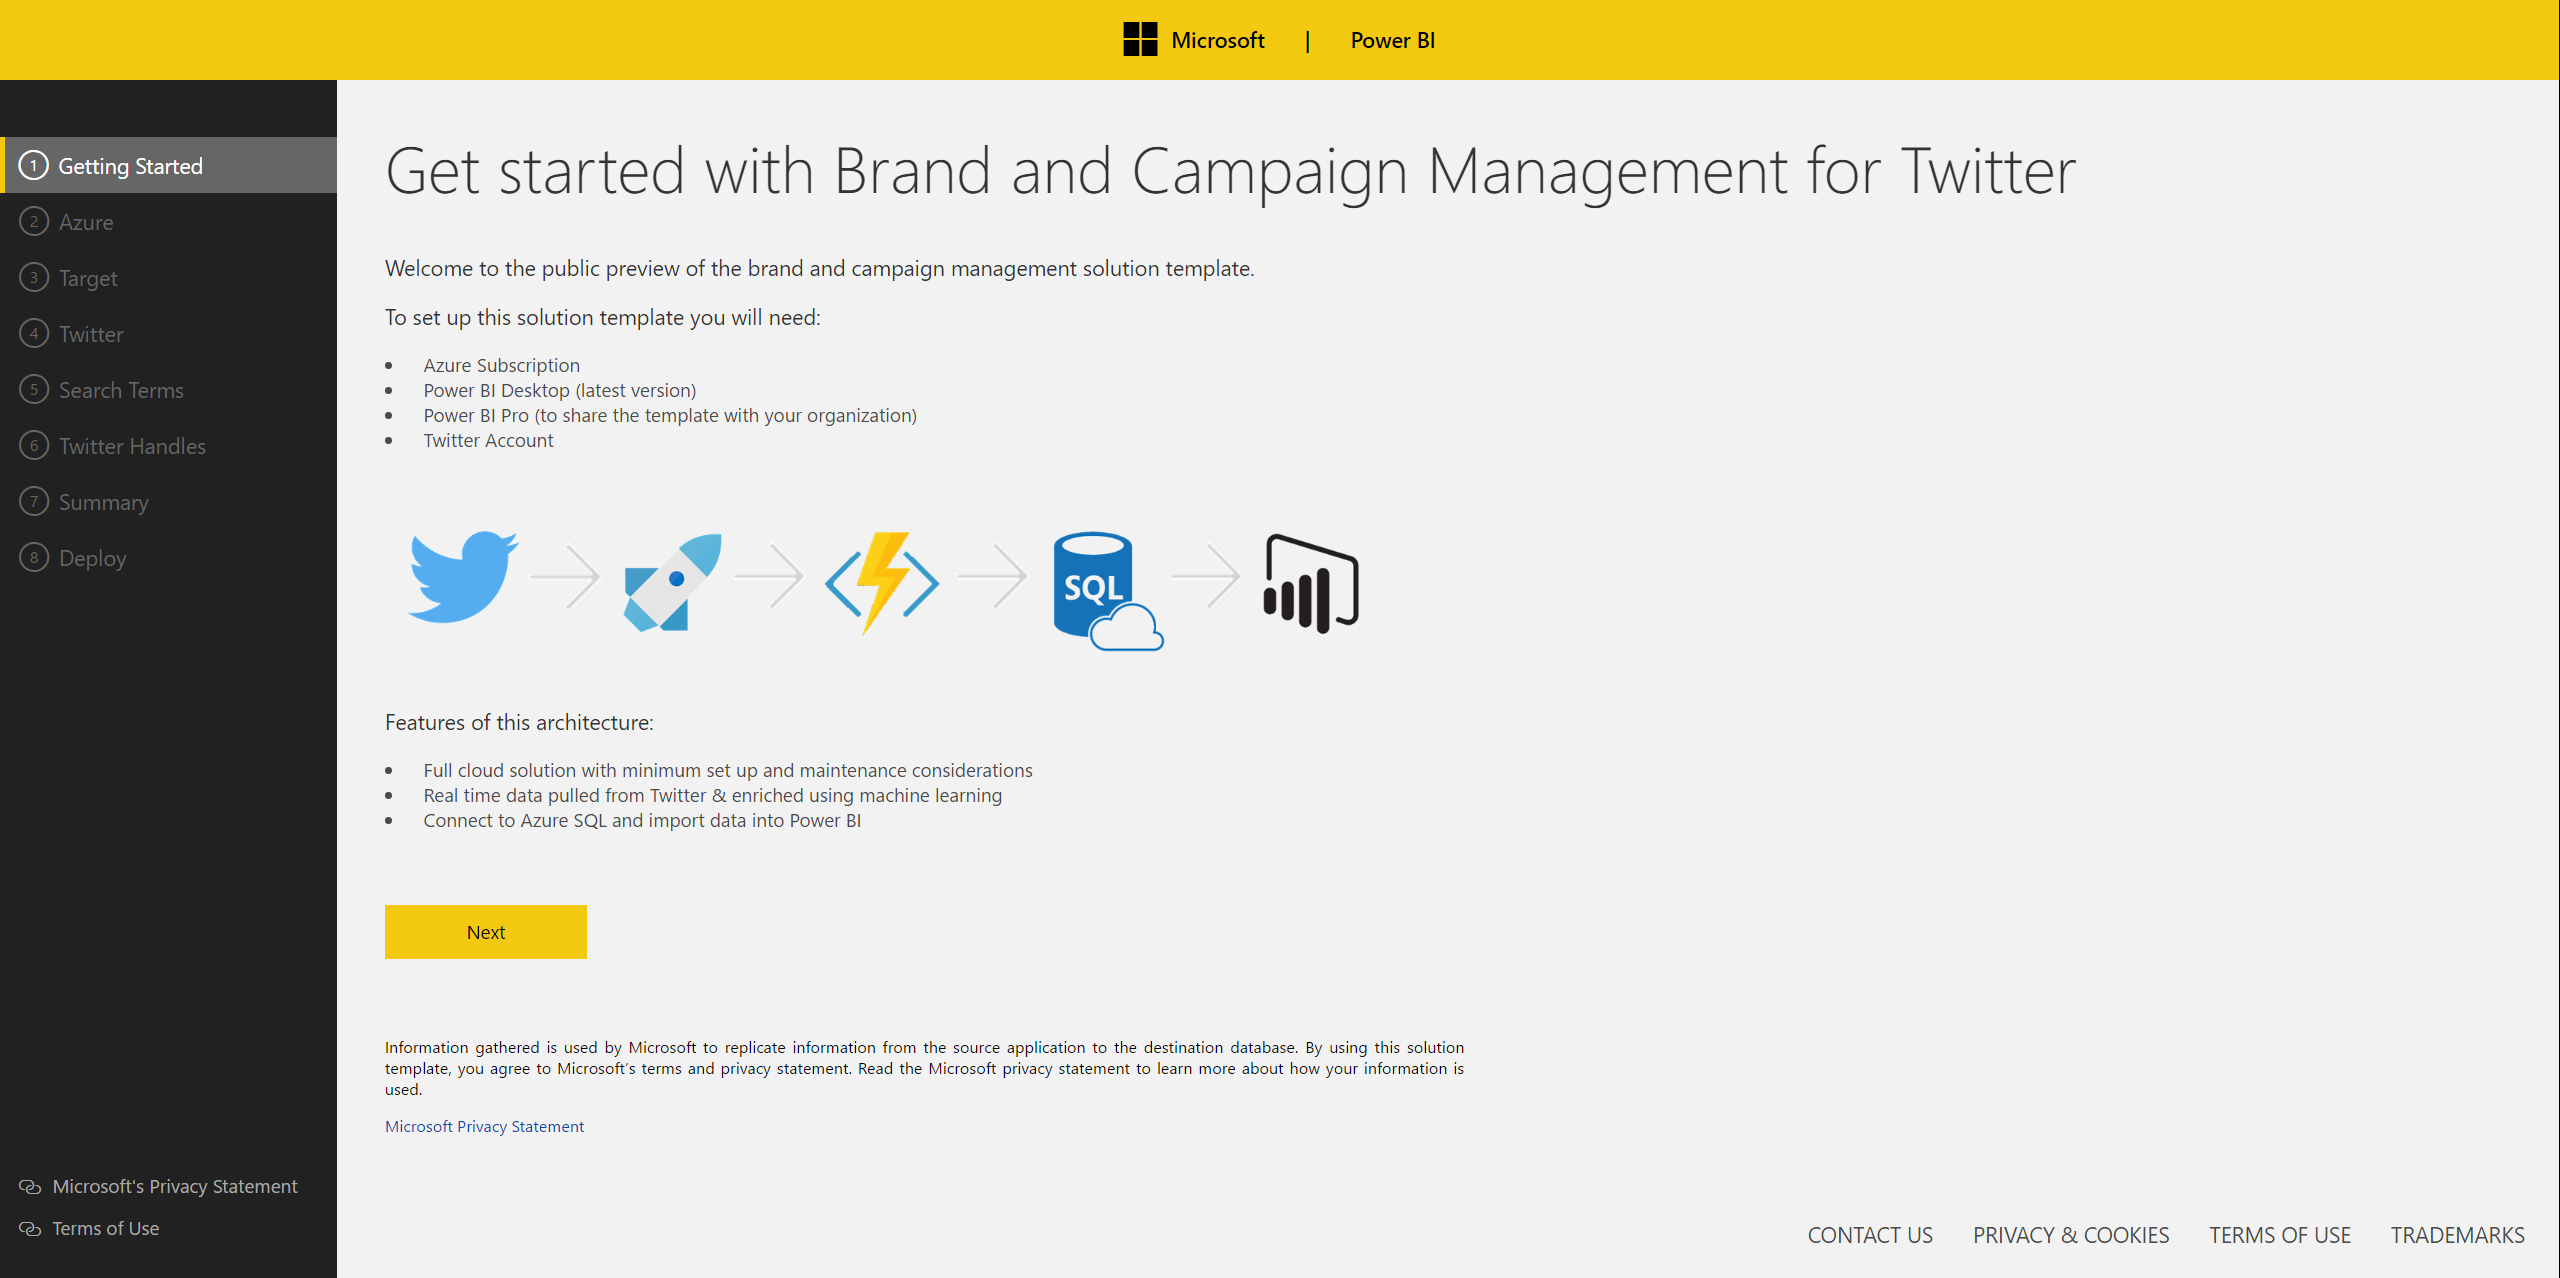 Microsoft | Power BI
1 Getting Started
2 Azure
3 Target
4 Twitter
5 Search Terms
6 Twitter Handles
7 Summary
8 Deploy
Microsoft's Privacy Statement
Terms of Use
Get started with Brand and Campaign Management for Twitter
Welcome to the public preview of the brand and campaign management solution template.
To set up this solution template you will need:
• Azure Subscription
• Power BI Desktop (latest version)
• Power BI Pro (to share the template with your organization)
• Twitter Account
SQL
Features of this architecture:
• Full cloud solution with minimum set up and maintenance considerations
• Real time data pulled from Twitter & enriched using machine learning
• Connect to Azure SQL and import data into Power BI
Next
Information gathered is used by Microsoft to replicate information from the source application to the destination database. By using this solution
template, you agree to Microsoft's terms and privacy statement. Read the Microsoft privacy statement to learn more about how your information is
used.
Microsoft Privacy Statement
CONTACT US PRIVACY & COOKIES TERMS OF USE TRADEMARKS